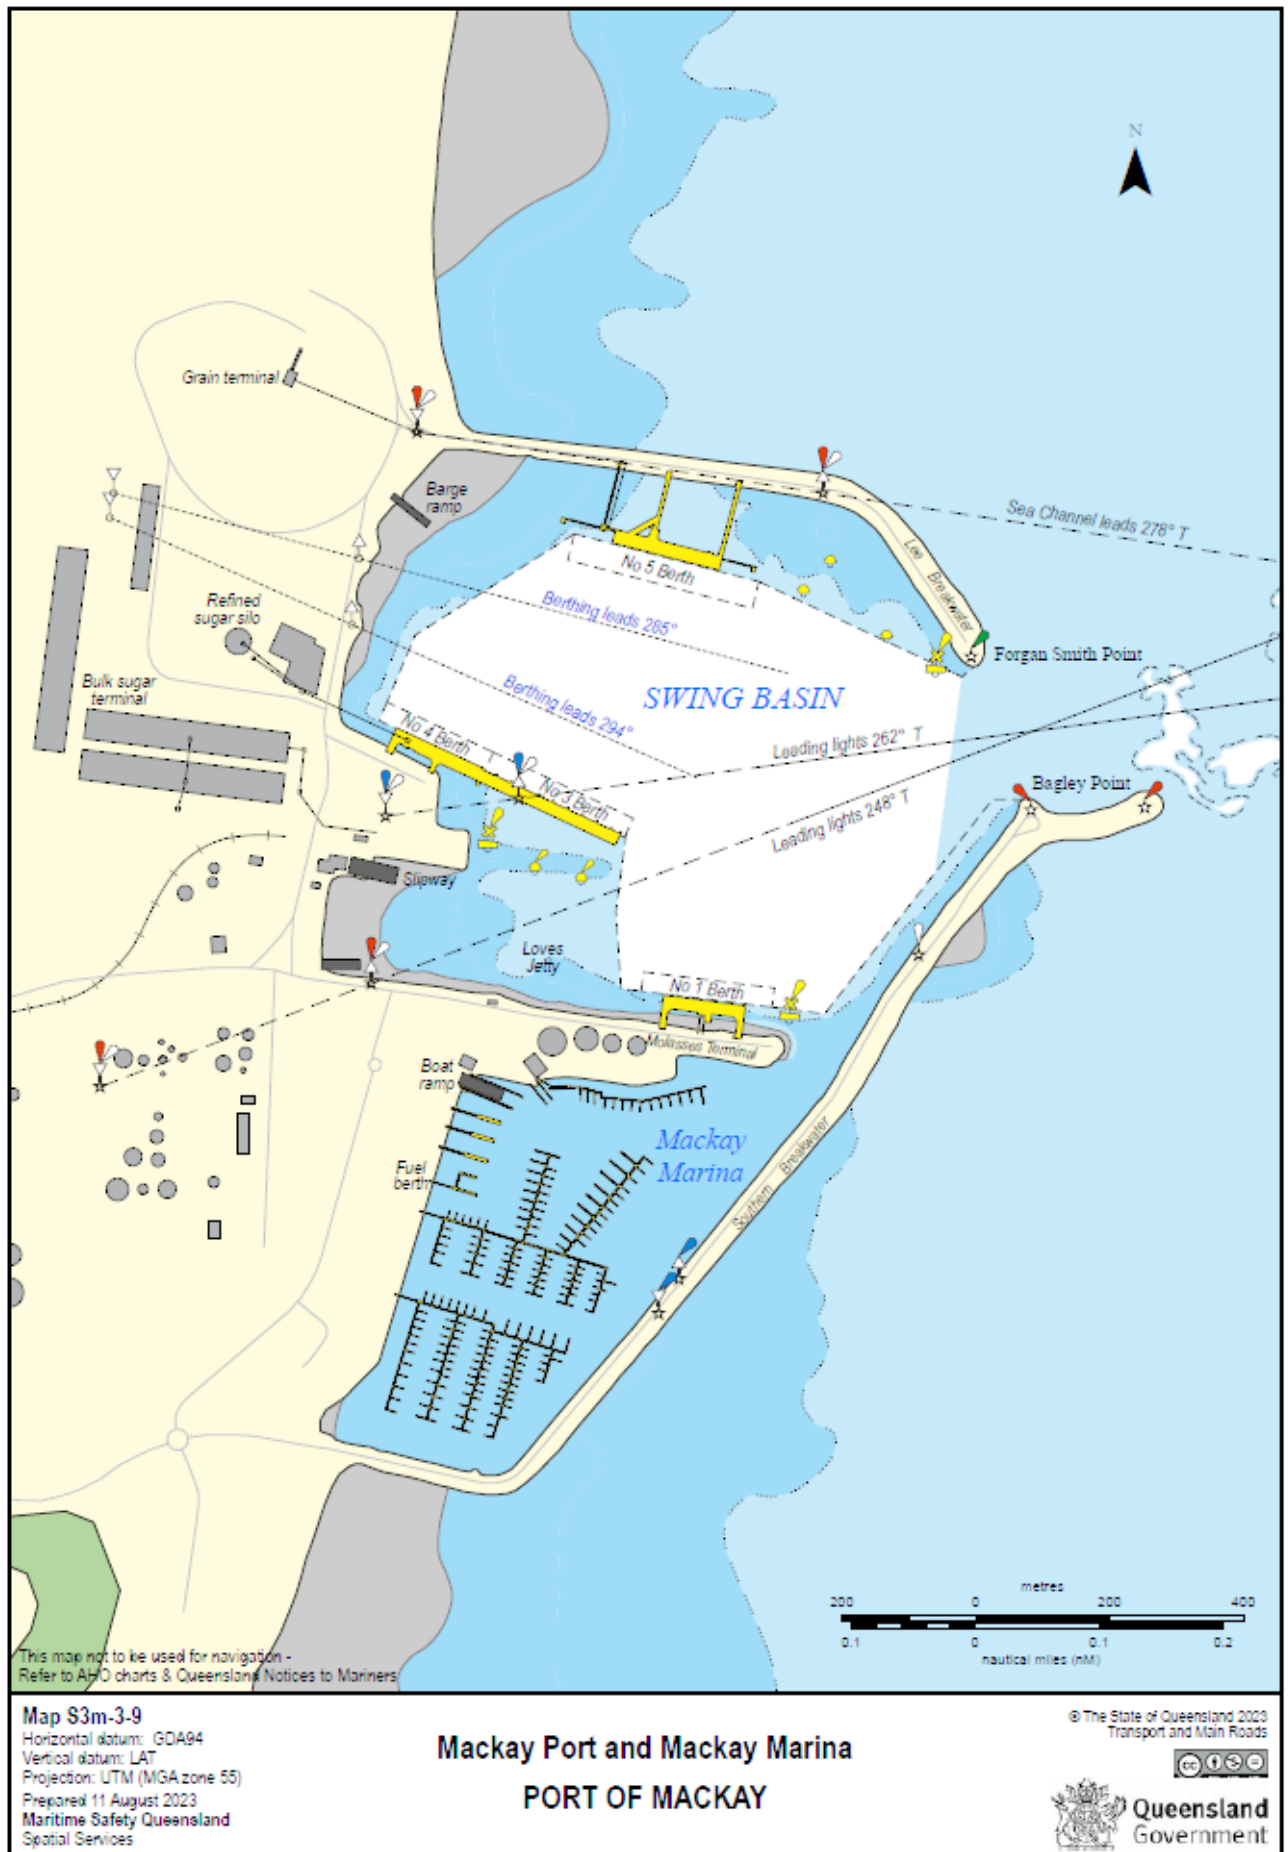 N
Grain terminal
Barge
ramp
Sea Channel leads 278° T
No 5 Berth
Lee Breakwater
Refined
sugar silo
Berthing leads 285°
Forgan Smith Point
Bulk sugar
terminal
SWING BASIN
Berthing leads 294°
No 4 Berth
Leading lights 262° T
No 3 Berth
Bagley Point
Leading lights 248° T
Slipway
Loves
Jetty
No 1 Berth
Molasses Terminal
Boat
ramp
Mackay
Marina
Fuel
berth
Southern Breakwater
metres
200 0 200 400
0.1 0 0.1 0.2
nautical miles (nM)
This map not to be used for navigation -
Refer to AHO charts & Queensland Notices to Mariners
Map S3m-3-9
Horizontal datum: GDA94
Vertical datum: LAT
Projection: UTM (MGA zone 55)
Prepared 11 August 2023
Maritime Safety Queensland
Spatial Services
Mackay Port and Mackay Marina
PORT OF MACKAY
© The State of Queensland 2023
Transport and Main Roads
cc
Queensland
Government